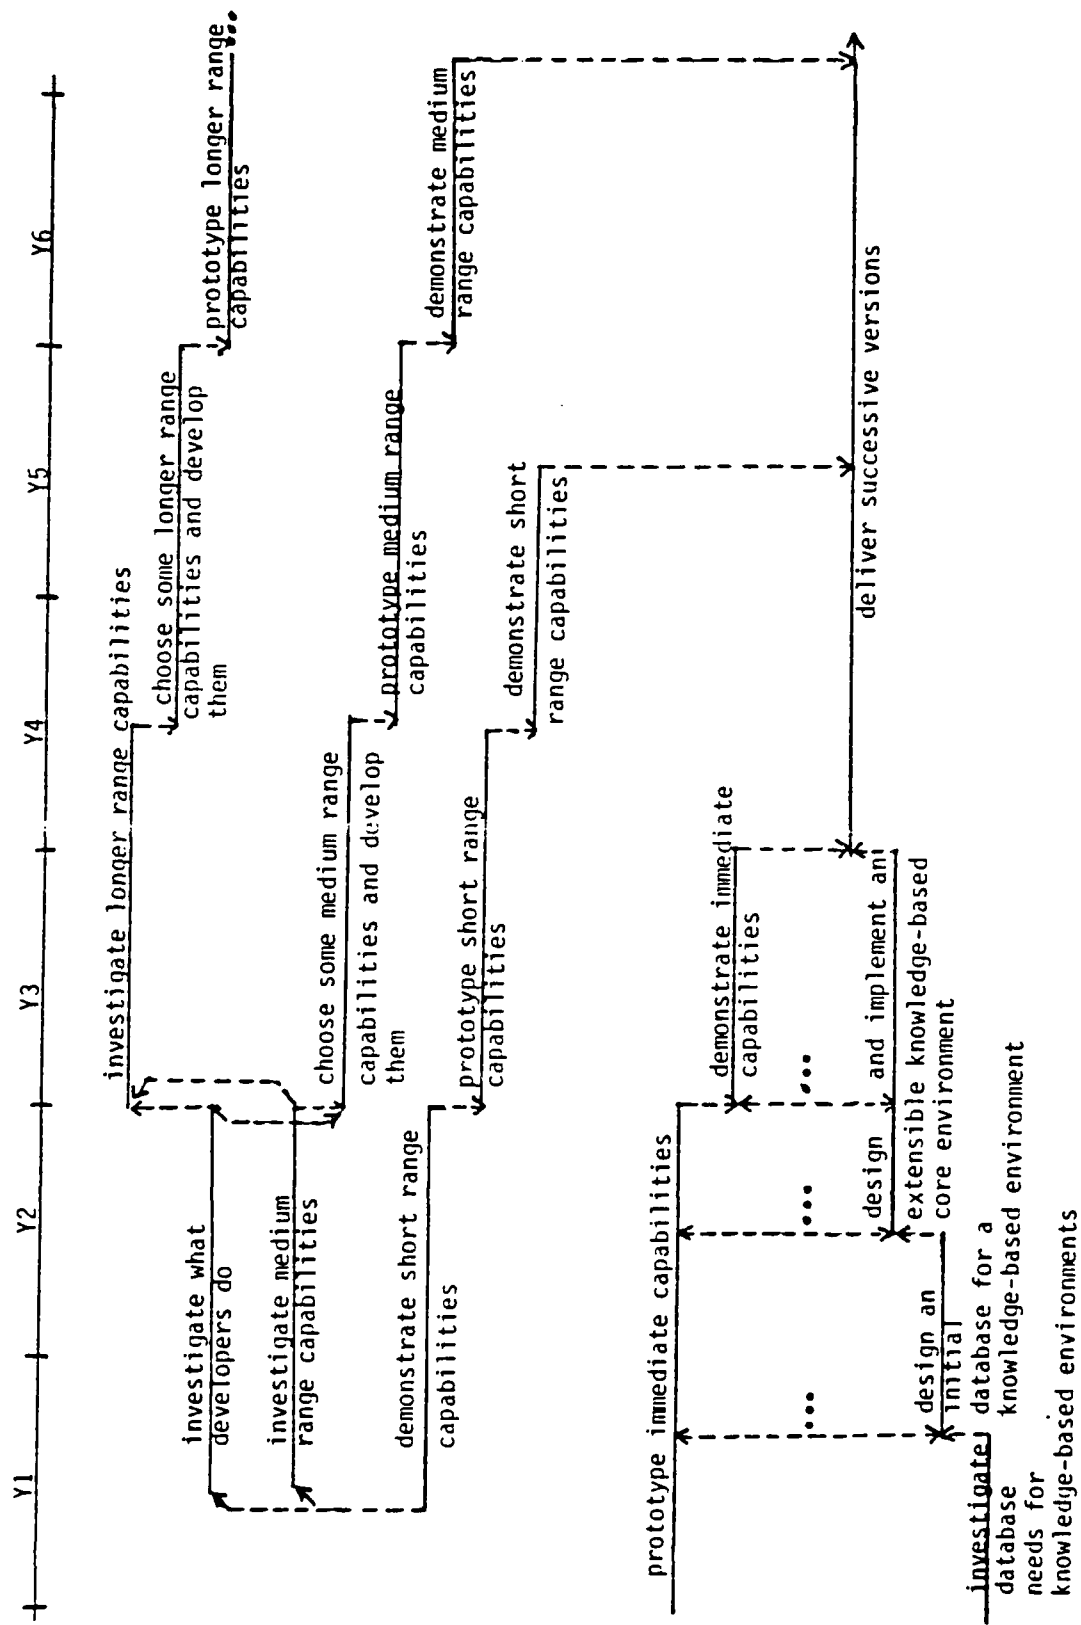 Y1
Y2
Y3
Y4
Y5
Y6
investigate longer range capabilities
choose some longer range
capabilities and develop
them
prototype longer range
capabilities
investigate what
developers do
investigate medium
range capabilities
choose some medium range
capabilities and develop
them
prototype medium range
capabilities
demonstrate medium
range capabilities
demonstrate short range
capabilities
prototype short range
capabilities
demonstrate short
range capabilities
prototype immediate capabilities
demonstrate immediate
capabilities
deliver successive versions
design and implement an
extensible knowledge-based
core environment
design an
initial
database for a
knowledge-based environment
investigate
database
needs for
knowledge-based environments